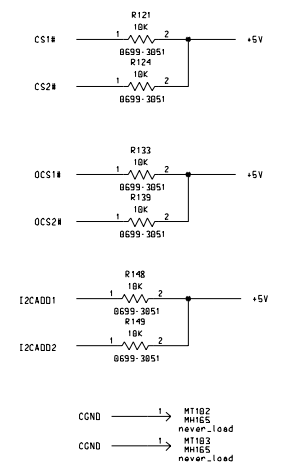 R121
10K
CS1# 1 2 +5V
0699-3051
R124
10K
CS2# 1 2
0699-3051
R133
10K
OCS1# 1 2 +5V
0699-3051
R139
10K
OCS2# 1 2
0699-3051
R148
10K
I2CADD1 1 2 +5V
0699-3051
R149
10K
I2CADD2 1 2
0699-3051
CGND 1 MT102
MH165
never_load
CGND 1 MT103
MH165
never_load